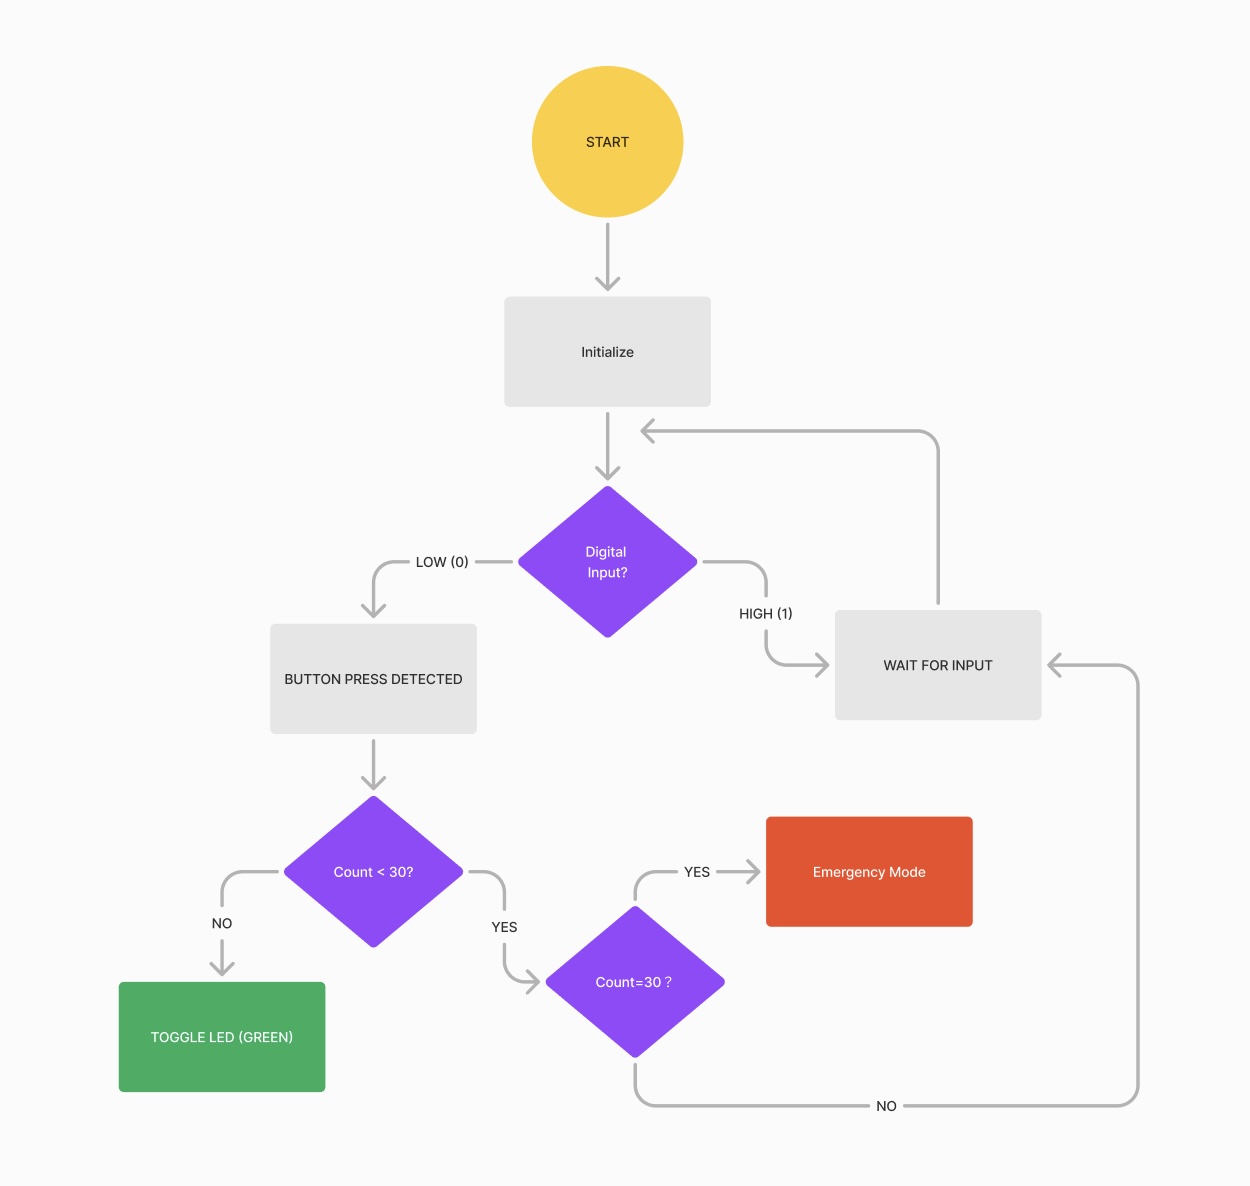 START
Initialize
Digital
Input?
LOW (0)
HIGH (1)
BUTTON PRESS DETECTED
WAIT FOR INPUT
Count < 30?
YES
Emergency Mode
NO
YES
Count=30 ?
TOGGLE LED (GREEN)
NO